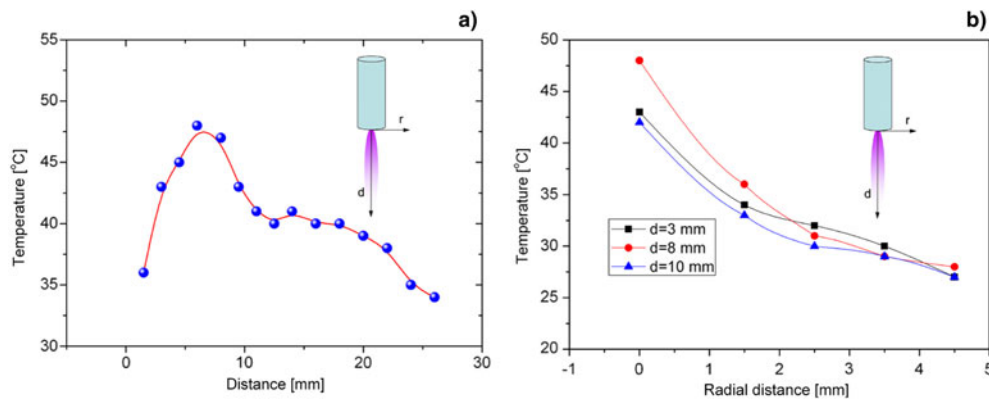 a)
55
50
45
40
35
30
Temperature [°C]
0
10
20
30
Distance [mm]
r
d
b)
50
45
40
35
30
25
20
Temperature [°C]
-1
0
1
2
3
4
5
Radial distance [mm]
d=3 mm
d=8 mm
d=10 mm
r
d